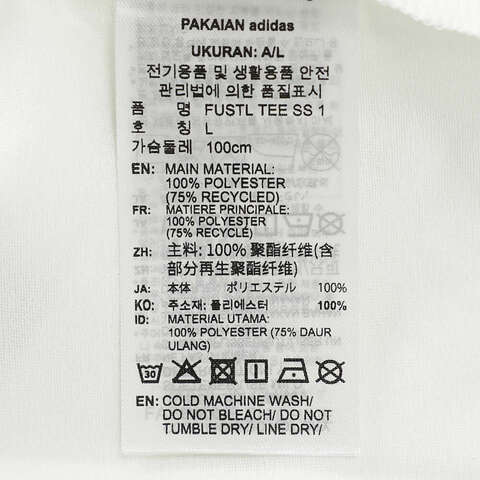 PAKAIAN adidas
UKURAN: A/L
전기용품 및 생활용품 안전
관리법에 의한 품질표시
품 명 FUSTL TEE SS 1
호 칭 L
가슴둘레 100cm
EN: MAIN MATERIAL:
100% POLYESTER
(75% RECYCLED)
FR: MATIERE PRINCIPALE:
100% POLYESTER
(75% RECYCLÉ)
ZH: 主料: 100% 聚酯纤维(含
部分再生聚酯纤维)
JA: 本体 ポリエステル 100%
KO: 주소재: 폴리에스터 100%
ID: MATERIAL UTAMA:
100% POLYESTER (75% DAUR
ULANG)
30
EN: COLD MACHINE WASH/
DO NOT BLEACH/ DO NOT
TUMBLE DRY/ LINE DRY/